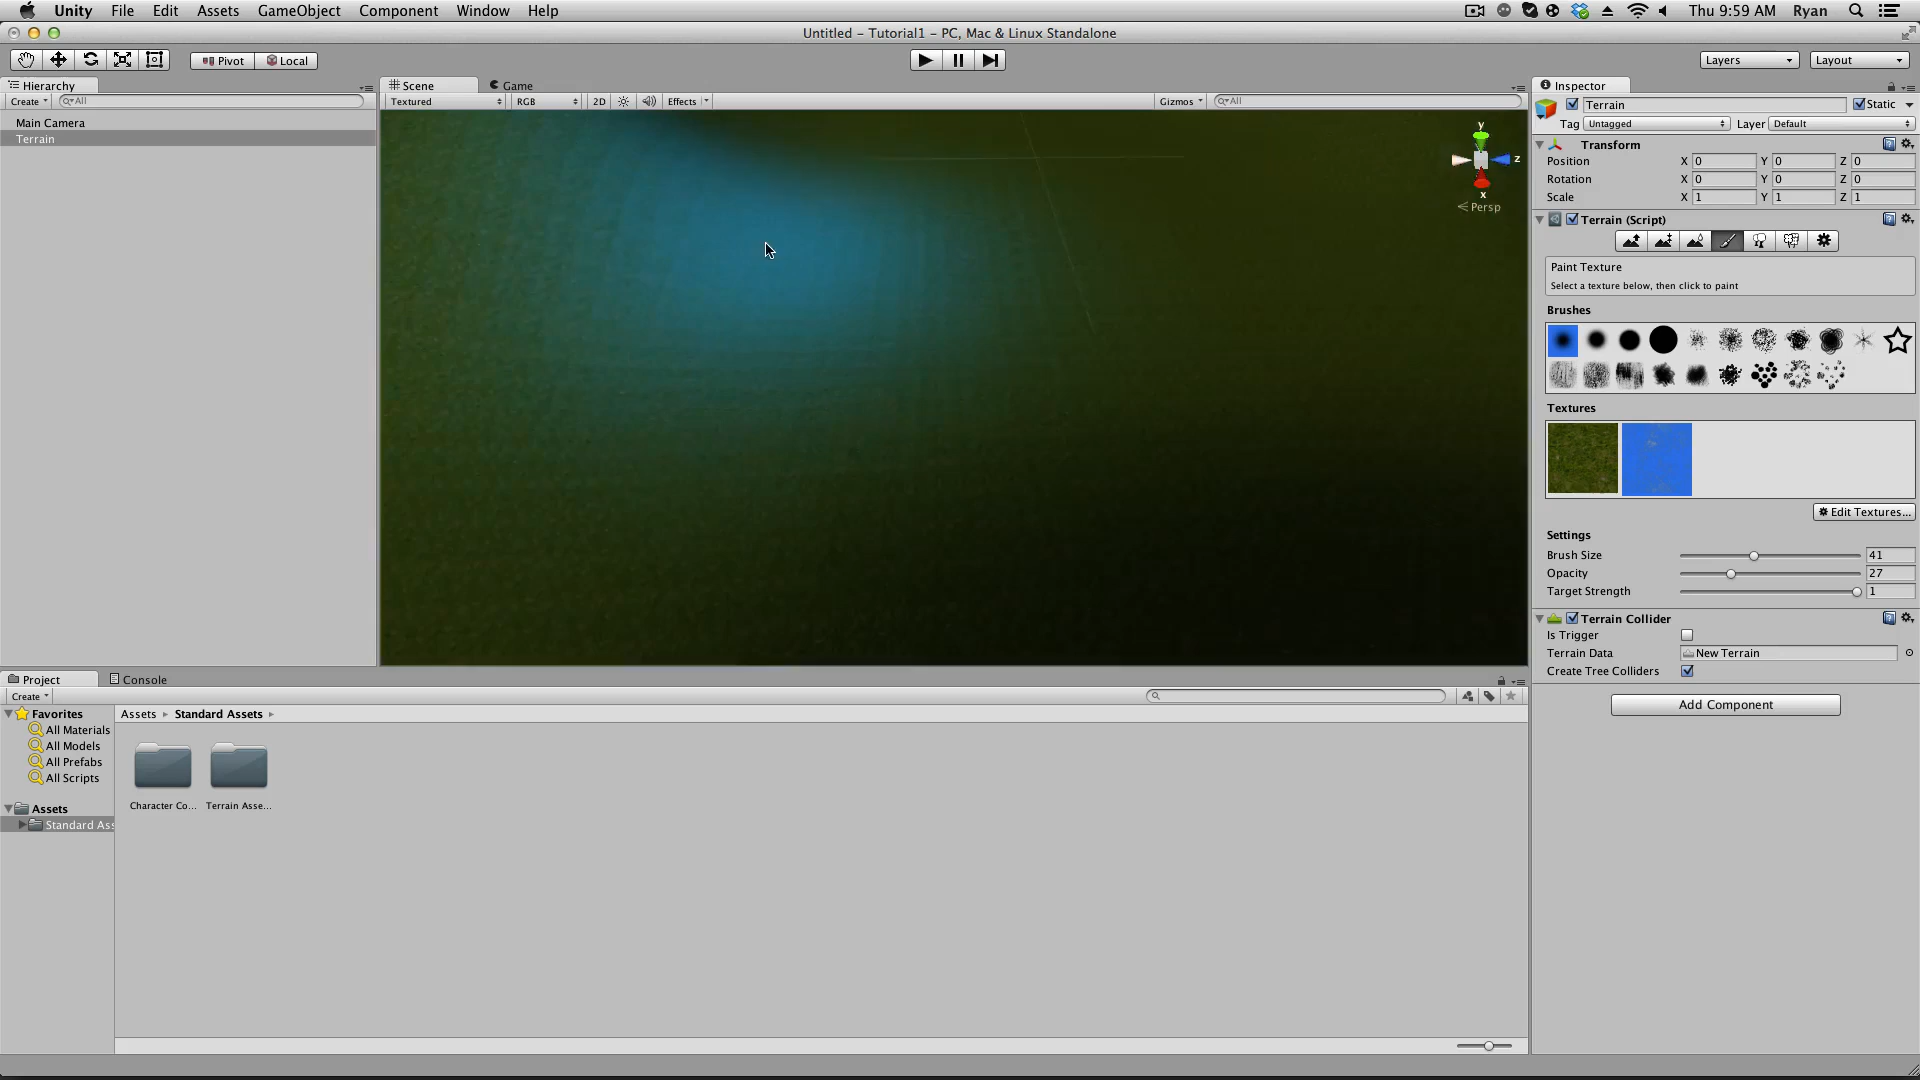 Unity File Edit Assets GameObject Component Window Help Thu 9:59 AM Ryan
Untitled – Tutorial1 – PC, Mac & Linux Standalone
Pivot Local Layers Layout
Hierarchy
Create All
Main Camera
Terrain
Scene Game
Textured RGB 2D Effects Gizmos All
y
z
x
Persp
Inspector
Terrain Static
Tag Untagged Layer Default
Transform
Position X 0 Y 0 Z 0
Rotation X 0 Y 0 Z 0
Scale X 1 Y 1 Z 1
Terrain (Script)
Paint Texture
Select a texture below, then click to paint
Brushes
Textures
Edit Textures...
Settings
Brush Size 41
Opacity 27
Target Strength 1
Terrain Collider
Is Trigger
Terrain Data New Terrain
Create Tree Colliders
Add Component
Project Console
Create
Favorites
All Materials
All Models
All Prefabs
All Scripts
Assets
Standard Ass
Assets Standard Assets
Character Co... Terrain Asse...